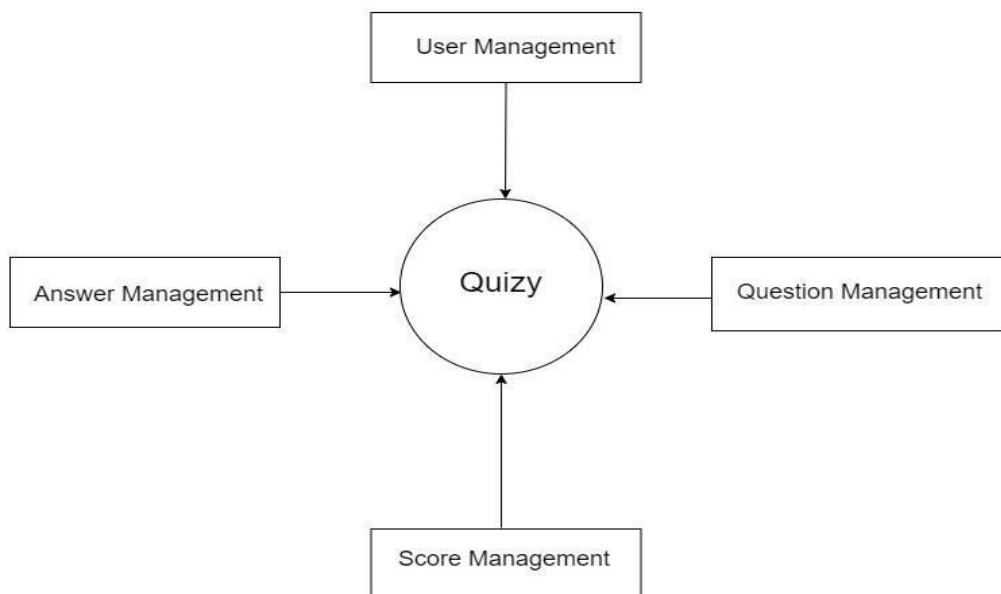 User Management
Answer Management
Quizy
Question Management
Score Management